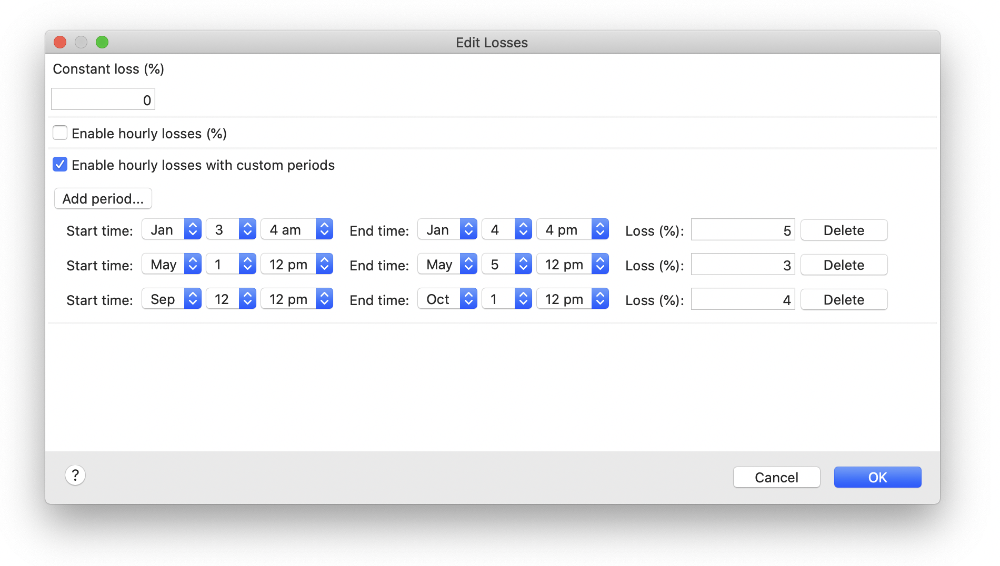 Edit Losses
Constant loss (%)
0
Enable hourly losses (%)
Enable hourly losses with custom periods
Add period...
Start time: Jan 3 4 am End time: Jan 4 4 pm Loss (%): 5 Delete
Start time: May 1 12 pm End time: May 5 12 pm Loss (%): 3 Delete
Start time: Sep 12 12 pm End time: Oct 1 12 pm Loss (%): 4 Delete
? Cancel OK